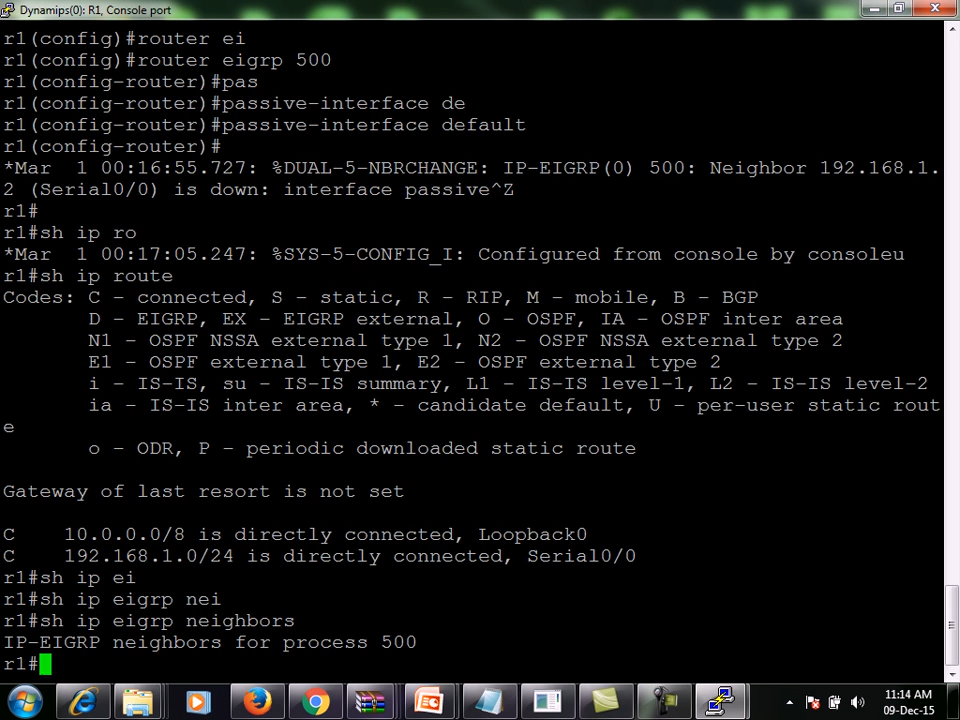 Dynamips(0): R1, Console port
r1(config)#router ei
r1(config)#router eigrp 500
r1(config-router)#pas
r1(config-router)#passive-interface de
r1(config-router)#passive-interface default
r1(config-router)#
*Mar  1 00:16:55.727: %DUAL-5-NBRCHANGE: IP-EIGRP(0) 500: Neighbor 192.168.1.
2 (Serial0/0) is down: interface passive^Z
r1#
r1#sh ip ro
*Mar  1 00:17:05.247: %SYS-5-CONFIG_I: Configured from console by consoleu
r1#sh ip route
Codes: C - connected, S - static, R - RIP, M - mobile, B - BGP
       D - EIGRP, EX - EIGRP external, O - OSPF, IA - OSPF inter area
       N1 - OSPF NSSA external type 1, N2 - OSPF NSSA external type 2
       E1 - OSPF external type 1, E2 - OSPF external type 2
       i - IS-IS, su - IS-IS summary, L1 - IS-IS level-1, L2 - IS-IS level-2
       ia - IS-IS inter area, * - candidate default, U - per-user static rout
e
       o - ODR, P - periodic downloaded static route
Gateway of last resort is not set
C    10.0.0.0/8 is directly connected, Loopback0
C    192.168.1.0/24 is directly connected, Serial0/0
r1#sh ip ei
r1#sh ip eigrp nei
r1#sh ip eigrp neighbors
IP-EIGRP neighbors for process 500
r1#
11:14 AM
09-Dec-15